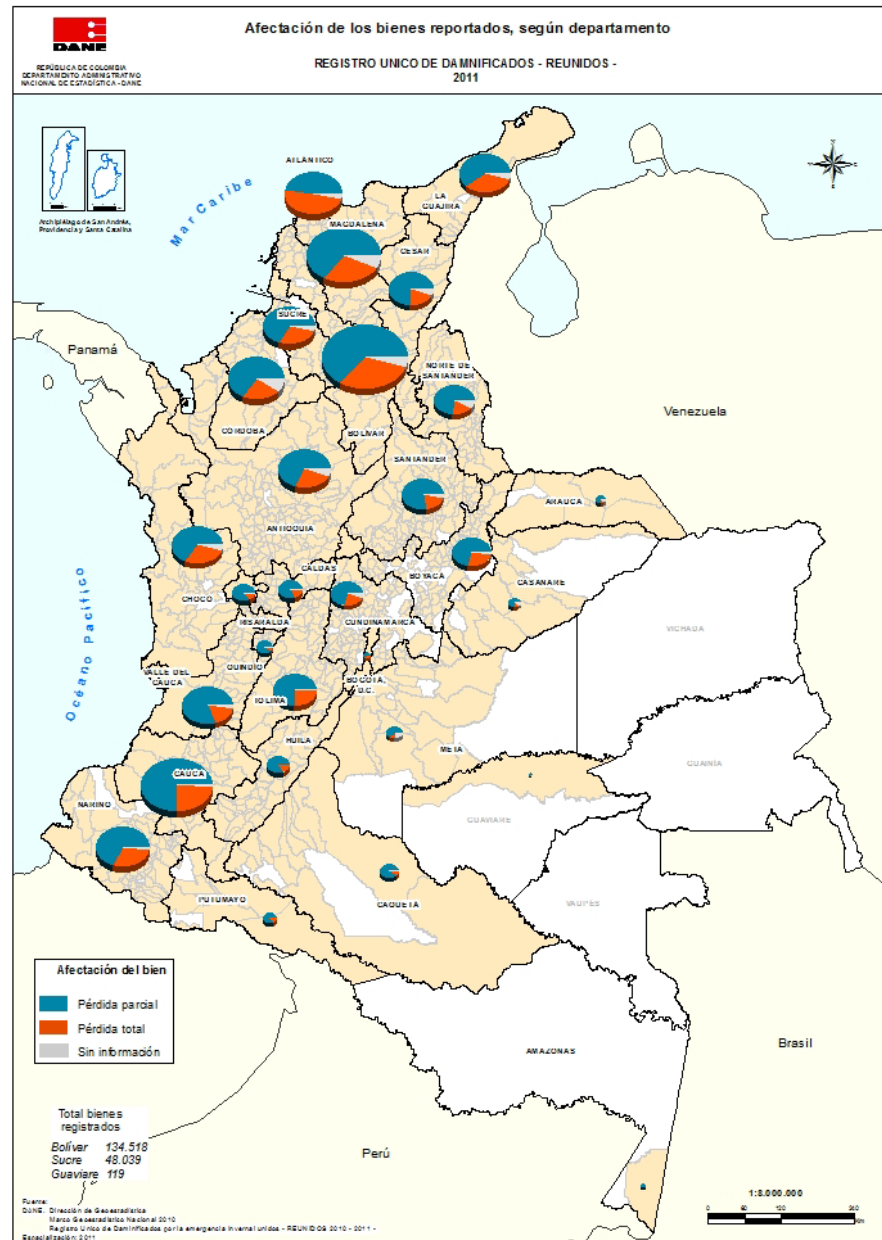 DANE
REPÚBLICA DE COLOMBIA
DEPARTAMENTO ADMINISTRATIVO
NACIONAL DE ESTADÍSTICA - DANE
Afectación de los bienes reportados, según departamento
REGISTRO UNICO DE DAMNIFICADOS - REUNIDOS -
2011
Archipiélago de San Andrés,
Providencia y Santa Catalina
Mar Caribe
ATLÁNTICO
LA
GUAJIRA
MAGDALENA
CESAR
SUCRE
Panamá
NORTE DE
SANTANDER
Venezuela
CÓRDOBA
BOLÍVAR
SANTANDER
ARAUCA
ANTIOQUIA
Océano Pacífico
CALDAS
BOYACÁ
CASANARE
CHOCÓ
RISARALDA
CUNDINAMARCA
VICHADA
QUINDÍO
VALLE DEL
CAUCA
BOGOTÁ,
D.C.
TOLIMA
HUILA
META
GUAINÍA
CAUCA
NARIÑO
GUAVIARE
PUTUMAYO
CAQUETÁ
VAUPÉS
Afectación del bien
Pérdida parcial
Pérdida total
Sin información
AMAZONAS
Brasil
Perú
Total bienes
registrados
Bolívar 134.518
Sucre 48.039
Guaviare 119
1:8.000.000
Km
Fuente:
DANE. Dirección de Geoestadística
Marco Geoestadístico Nacional 2010
Registro Unico de Damnificados por la emergencia invernal unidos - REUNIDOS 2010 - 2011 -
Espacialización: 2011